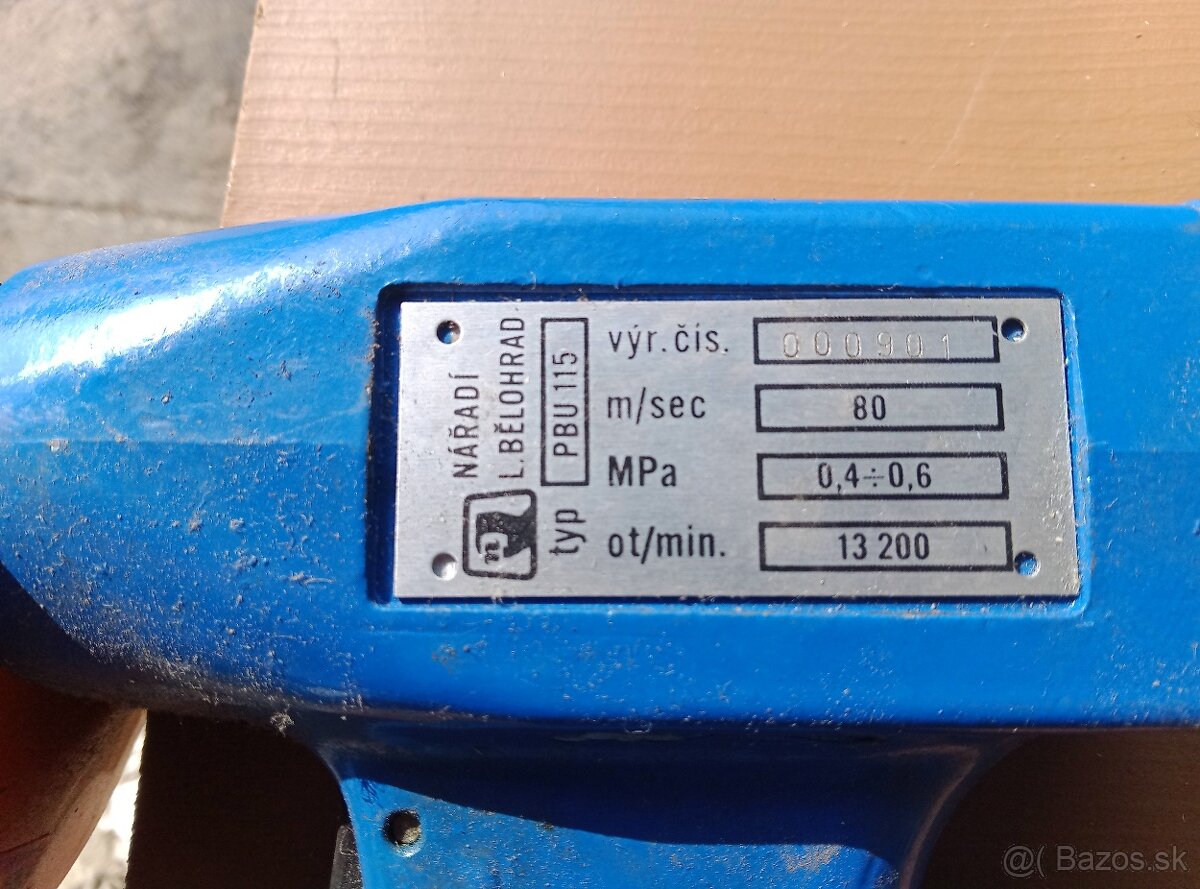 NÁŘADÍ
L.BĚLOHRAD.
typ PBU 115
výr.čís. 000901
m/sec 80
MPa 0,4÷0,6
ot/min. 13 200
n
@( Bazos.sk